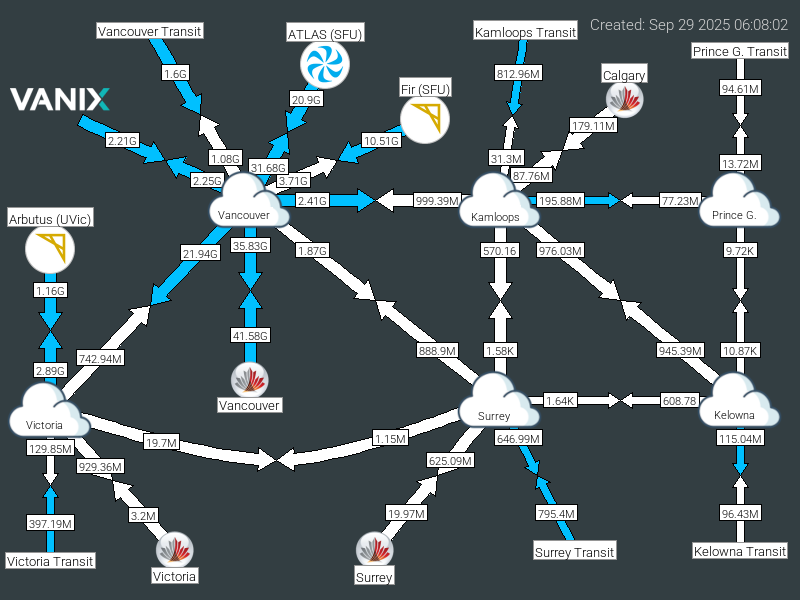 Created: Sep 29 2025 06:08:02
Vancouver Transit
ATLAS (SFU)
Kamloops Transit
Prince G. Transit
1.6G
812.96M
Calgary
94.61M
VANIX
20.9G
Fir (SFU)
179.11M
2.21G
10.51G
1.08G
31.3M
13.72M
31.68G
3.71G
87.76M
2.25G
2.41G
999.39M
195.88M
77.23M
Vancouver
Kamloops
Prince G.
Arbutus (UVic)
21.94G
35.83G
1.87G
570.16
976.03M
9.72K
1.16G
41.58G
742.94M
888.9M
1.58K
945.39M
10.87K
2.89G
Vancouver
1.64K
608.78
Victoria
Surrey
Kelowna
19.7M
1.15M
646.99M
115.04M
129.85M
929.36M
625.09M
397.19M
3.2M
19.97M
795.4M
96.43M
Victoria Transit
Victoria
Surrey
Surrey Transit
Kelowna Transit